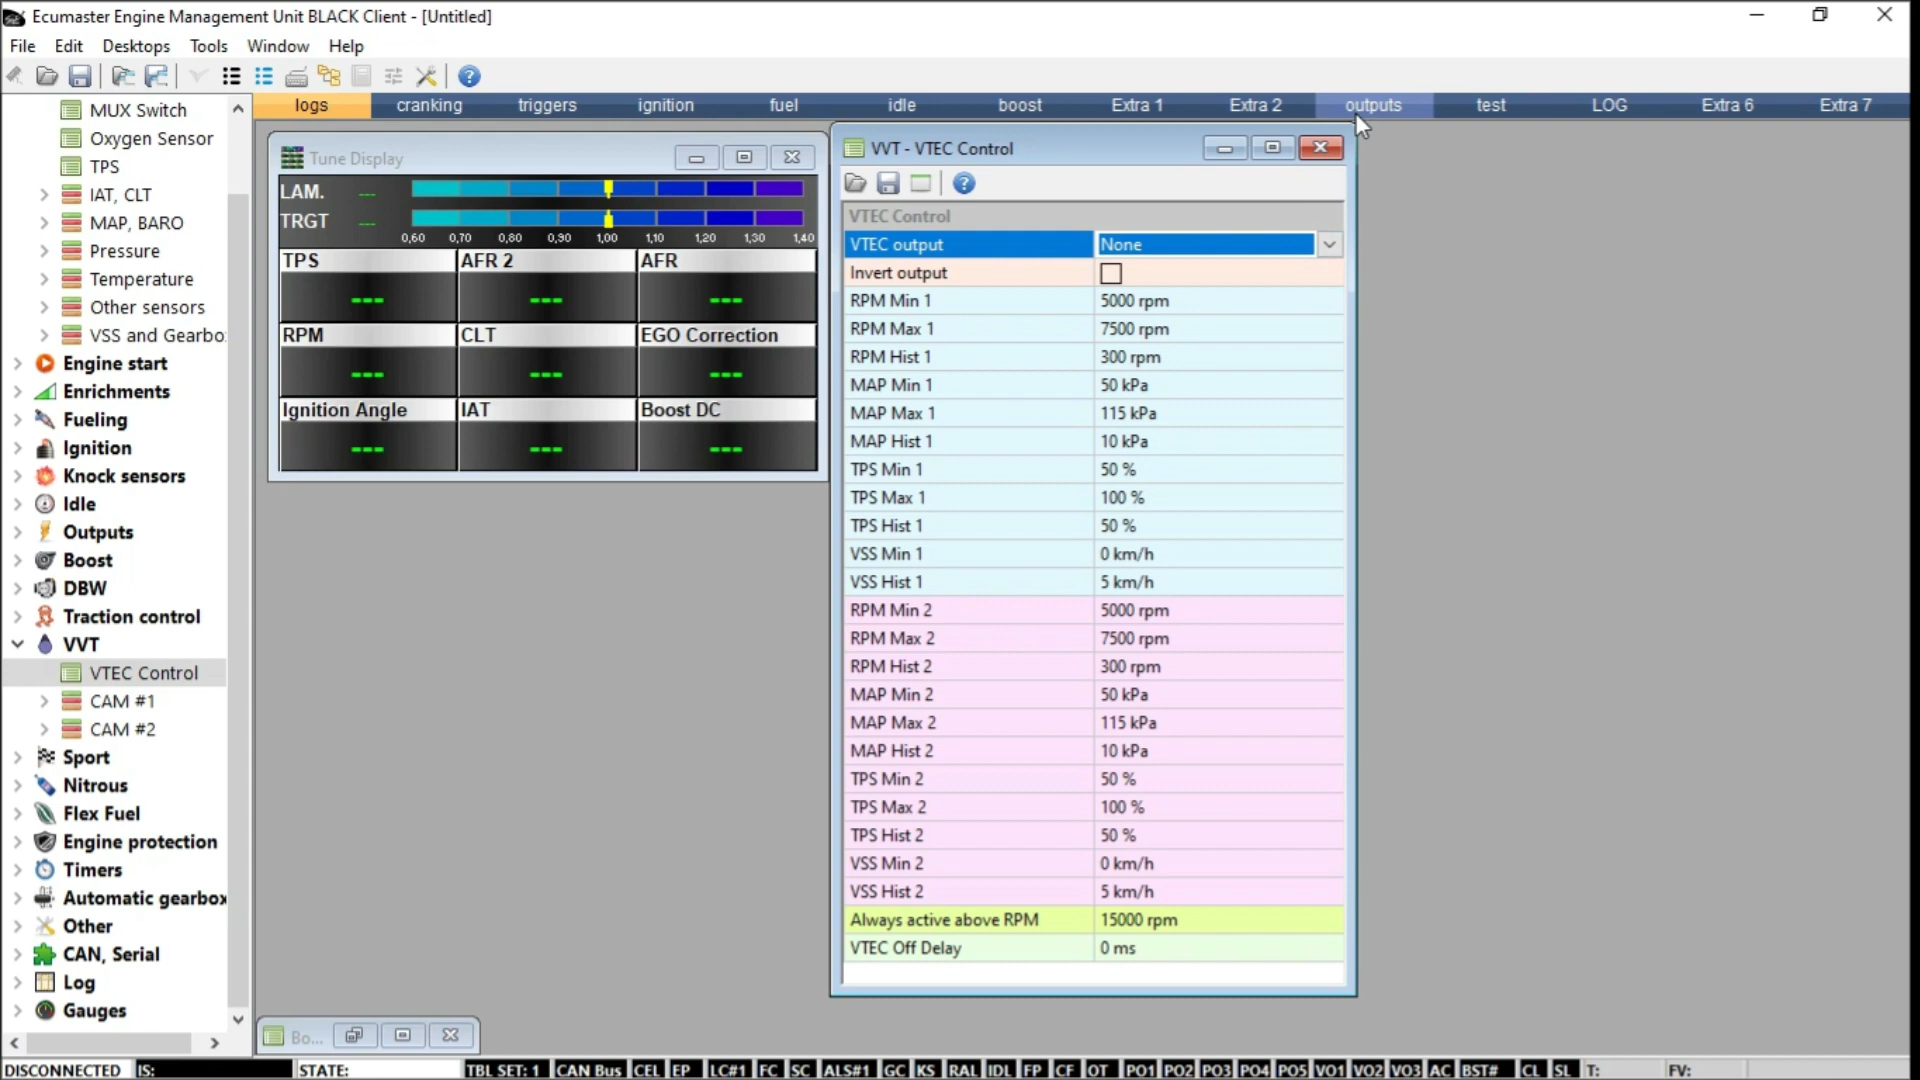 Ecumaster Engine Management Unit BLACK Client - [Untitled]
File Edit Desktops Tools Window Help
logs cranking triggers ignition fuel idle boost Extra 1 Extra 2 outputs test LOG Extra 6 Extra 7
MUX Switch
Oxygen Sensor
TPS
IAT, CLT
MAP, BARO
Pressure
Temperature
Other sensors
VSS and Gearbo
Engine start
Enrichments
Fueling
Ignition
Knock sensors
Idle
Outputs
Boost
DBW
Traction control
VVT
VTEC Control
CAM #1
CAM #2
Sport
Nitrous
Flex Fuel
Engine protection
Timers
Automatic gearbox
Other
CAN, Serial
Log
Gauges
Tune Display
LAM. ---
TRGT ---
0,60 0,70 0,80 0,90 1,00 1,10 1,20 1,30 1,40
TPS AFR 2 AFR
--- --- ---
RPM CLT EGO Correction
--- --- ---
Ignition Angle IAT Boost DC
--- --- ---
VVT - VTEC Control
VTEC Control
VTEC output None
Invert output
RPM Min 1 5000 rpm
RPM Max 1 7500 rpm
RPM Hist 1 300 rpm
MAP Min 1 50 kPa
MAP Max 1 115 kPa
MAP Hist 1 10 kPa
TPS Min 1 50 %
TPS Max 1 100 %
TPS Hist 1 50 %
VSS Min 1 0 km/h
VSS Hist 1 5 km/h
RPM Min 2 5000 rpm
RPM Max 2 7500 rpm
RPM Hist 2 300 rpm
MAP Min 2 50 kPa
MAP Max 2 115 kPa
MAP Hist 2 10 kPa
TPS Min 2 50 %
TPS Max 2 100 %
TPS Hist 2 50 %
VSS Min 2 0 km/h
VSS Hist 2 5 km/h
Always active above RPM 15000 rpm
VTEC Off Delay 0 ms
Bo...
DISCONNECTED IS: STATE: TBL SET: 1 CAN Bus CEL EP LC#1 FC SC ALS#1 GC KS RAL IDL FP CF OT PO1 PO2 PO3 PO4 PO5 VO1 VO2 VO3 AC BST# CL SL T: FV: